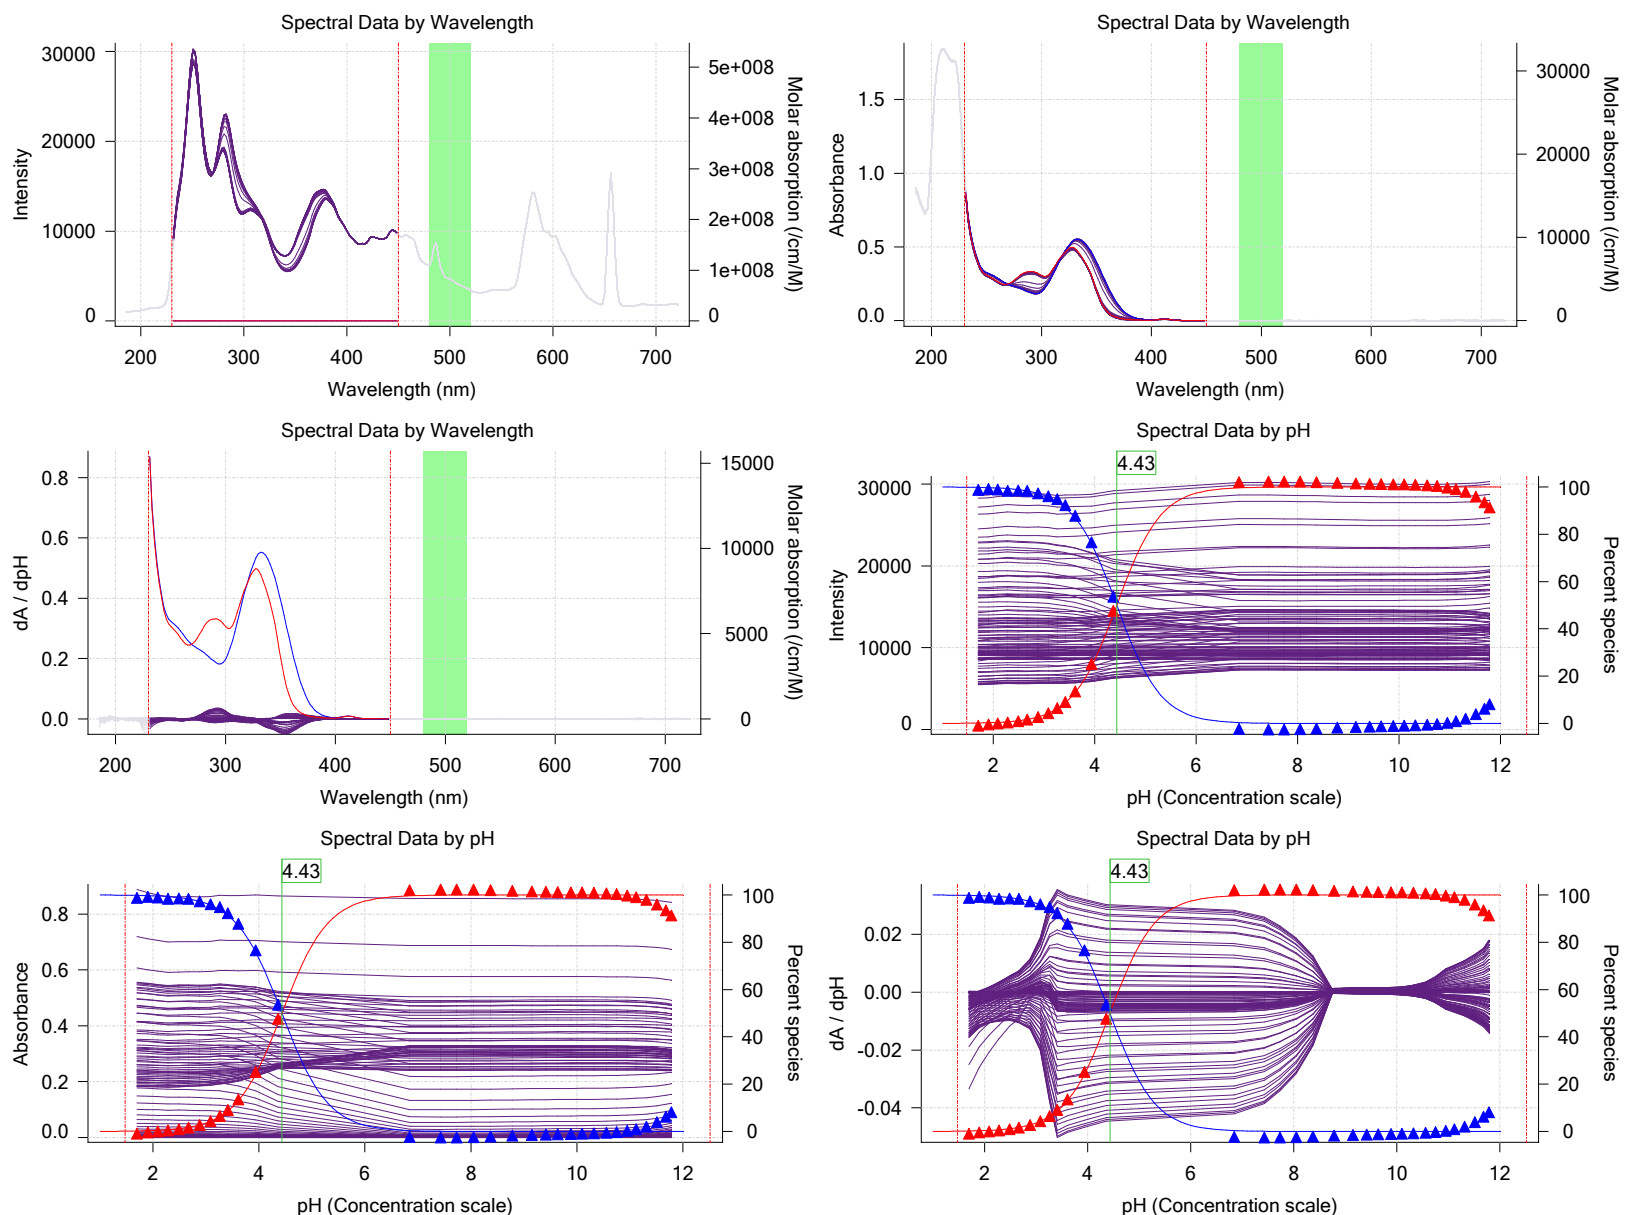 Spectral Data by Wavelength
30000
20000
10000
0
Intensity
5e+008
4e+008
3e+008
2e+008
1e+008
0
Molar absorption (/cm/M)
200 300 400 500 600 700
Wavelength (nm)
Spectral Data by Wavelength
1.5
1.0
0.5
0.0
Absorbance
30000
20000
10000
0
Molar absorption (/cm/M)
200 300 400 500 600 700
Wavelength (nm)
Spectral Data by Wavelength
0.8
0.6
0.4
0.2
0.0
dA / dpH
15000
10000
5000
0
Molar absorption (/cm/M)
200 300 400 500 600 700
Wavelength (nm)
Spectral Data by pH
4.43
30000
20000
10000
0
Intensity
100
80
60
40
20
0
Percent species
2 4 6 8 10 12
pH (Concentration scale)
Spectral Data by pH
4.43
0.8
0.6
0.4
0.2
0.0
Absorbance
100
80
60
40
20
0
Percent species
2 4 6 8 10 12
pH (Concentration scale)
Spectral Data by pH
4.43
0.02
0.00
-0.02
-0.04
dA / dpH
100
80
60
40
20
0
Percent species
2 4 6 8 10 12
pH (Concentration scale)